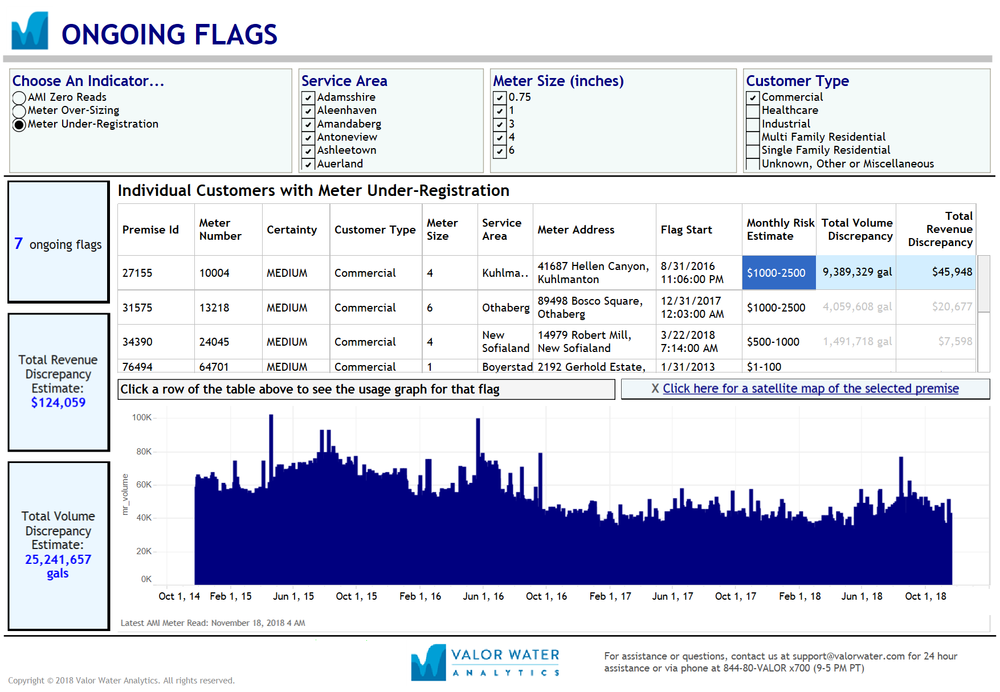 ONGOING FLAGS
Choose An Indicator...
AMI Zero Reads
Meter Over-Sizing
Meter Under-Registration
Service Area
Adamsshire
Aleenhaven
Amandaberg
Antoneview
Ashleetown
Auerland
Meter Size (inches)
0.75
1
3
4
6
Customer Type
Commercial
Healthcare
Industrial
Multi Family Residential
Single Family Residential
Unknown, Other or Miscellaneous
7 ongoing flags
Total Revenue
Discrepancy
Estimate:
$124,059
Total Volume
Discrepancy
Estimate:
25,241,657
gals
Individual Customers with Meter Under-Registration
Premise Id
Meter
Number
Certainty
Customer Type
Meter
Size
Service
Area
Meter Address
Flag Start
Monthly Risk
Estimate
Total Volume
Discrepancy
Total
Revenue
Discrepancy
27155
10004
MEDIUM
Commercial
4
Kuhlma..
41687 Hellen Canyon,
Kuhlmanton
8/31/2016
11:06:00 PM
$1000-2500
9,389,329 gal
$45,948
31575
13218
MEDIUM
Commercial
6
Othaberg
89498 Bosco Square,
Othaberg
12/31/2017
12:03:00 AM
$1000-2500
4,059,608 gal
$20,677
34390
24045
MEDIUM
Commercial
4
New
Sofialand
14979 Robert Mill,
New Sofialand
3/22/2018
7:14:00 AM
$500-1000
1,491,718 gal
$7,598
76494
64701
MEDIUM
Commercial
1
Boyerstad
2192 Gerhold Estate,
1/31/2013
$1-100
Click a row of the table above to see the usage graph for that flag
X Click here for a satellite map of the selected premise
mr_volume
100K
80K
60K
40K
20K
0K
Oct 1, 14
Feb 1, 15
Jun 1, 15
Oct 1, 15
Feb 1, 16
Jun 1, 16
Oct 1, 16
Feb 1, 17
Jun 1, 17
Oct 1, 17
Feb 1, 18
Jun 1, 18
Oct 1, 18
Latest AMI Meter Read: November 18, 2018 4 AM
VALOR WATER
ANALYTICS
For assistance or questions, contact us at support@valorwater.com for 24 hour
assistance or via phone at 844-80-VALOR x700 (9-5 PM PT)
Copyright © 2018 Valor Water Analytics. All rights reserved.